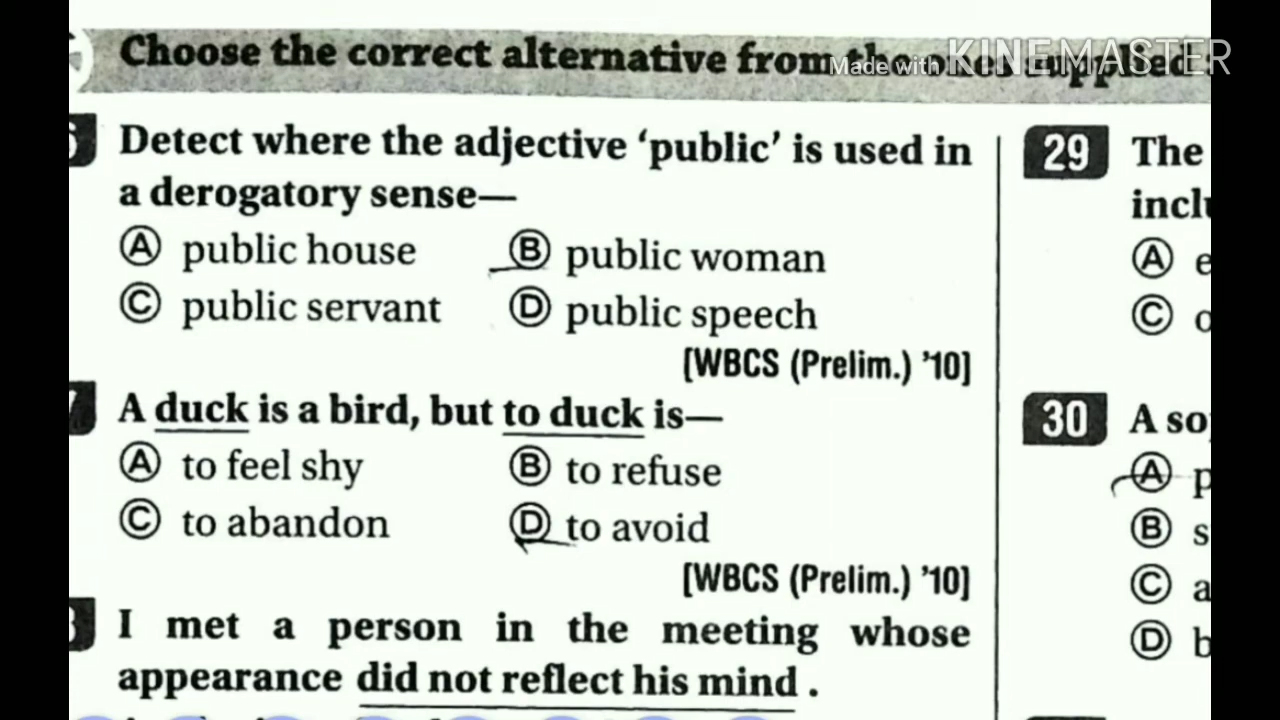 Choose the correct alternative from the ones supplied
Made with KINEMASTER
Detect where the adjective ‘public’ is used in
a derogatory sense—
Ⓐ public house Ⓑ public woman
Ⓒ public servant Ⓓ public speech
[WBCS (Prelim.) ’10]
A duck is a bird, but to duck is—
Ⓐ to feel shy Ⓑ to refuse
Ⓒ to abandon Ⓓ to avoid
[WBCS (Prelim.) ’10]
I met a person in the meeting whose
appearance did not reflect his mind .
29 The
Ⓐ
Ⓒ
30 A
Ⓐ
Ⓑ
Ⓒ
Ⓓ